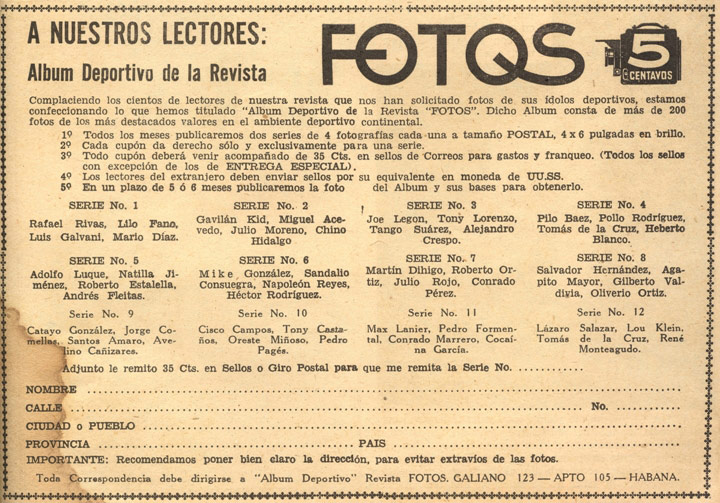 A NUESTROS LECTORES:
Album Deportivo de la Revista
FOTOS
5
CENTAVOS
Complaciendo los cientos de lectores de nuestra revista que nos han solicitado fotos de sus ídolos deportivos, estamos
confeccionando lo que hemos titulado "Album Deportivo de la Revista "FOTOS". Dicho Album consta de más de 200
fotos de los más destacados valores en el ambiente deportivo continental.
1º Todos los meses publicaremos dos series de 4 fotografías cada una a tamaño POSTAL, 4 x 6 pulgadas en brillo.
2º Cada cupón da derecho sólo y exclusivamente para una serie.
3º Todo cupón deberá venir acompañado de 35 Cts. en sellos de Correos para gastos y franqueo. (Todos los sellos
con excepción de los de ENTREGA ESPECIAL).
4º Los lectores del extranjero deben enviar sellos por su equivalente en moneda de UU.SS.
5º En un plazo de 5 ó 6 meses publicaremos la foto del Album y sus bases para obtenerlo.
SERIE No. 1
Rafael Rivas, Lilo Fano,
Luis Galvani, Mario Díaz.
SERIE No. 2
Gavilán Kid, Miguel Ace-
vedo, Julio Moreno, Chino
Hidalgo
SERIE No. 3
Joe Legon, Tony Lorenzo,
Tango Suárez, Alejandro
Crespo.
SERIE No. 4
Pilo Baez, Pollo Rodríguez,
Tomás de la Cruz, Heberto
Blanco.
SERIE No. 5
Adolfo Luque, Natilla Ji-
ménez, Roberto Estalella,
Andrés Fleitas.
SERIE No. 6
Mike González, Sandalio
Consuegra, Napoleón Reyes,
Héctor Rodríguez.
SERIE No. 7
Martín Dihigo, Roberto Or-
tiz, Julio Rojo, Conrado
Pérez.
SERIE No. 8
Salvador Hernández, Aga-
pito Mayor, Gilberto Val-
divia, Oliverio Ortiz.
Serie No. 9
Catayo González, Jorge Co-
mellas, Santos Amaro, Ave-
lino Cañizares.
Serie No. 10
Cisco Campos, Tony Casta-
ños, Oreste Miñoso, Pedro
Pagés.
Serie No. 11
Max Lanier, Pedro Formen-
tal, Conrado Marrero, Cocaí-
na García.
Serie No. 12
Lázaro Salazar, Lou Klein,
Tomás de la Cruz, René
Monteagudo.
Adjunto le remito 35 Cts. en Sellos o Giro Postal para que me remita la Serie No. ............
NOMBRE ............
CALLE ............ No. ............
CIUDAD o PUEBLO ............
PROVINCIA ............ PAIS ............
IMPORTANTE: Recomendamos poner bien claro la dirección, para evitar extravíos de las fotos.
Toda Correspondencia debe dirigirse a "Album Deportivo" Revista FOTOS. GALIANO 123 — APTO 105 — HABANA.